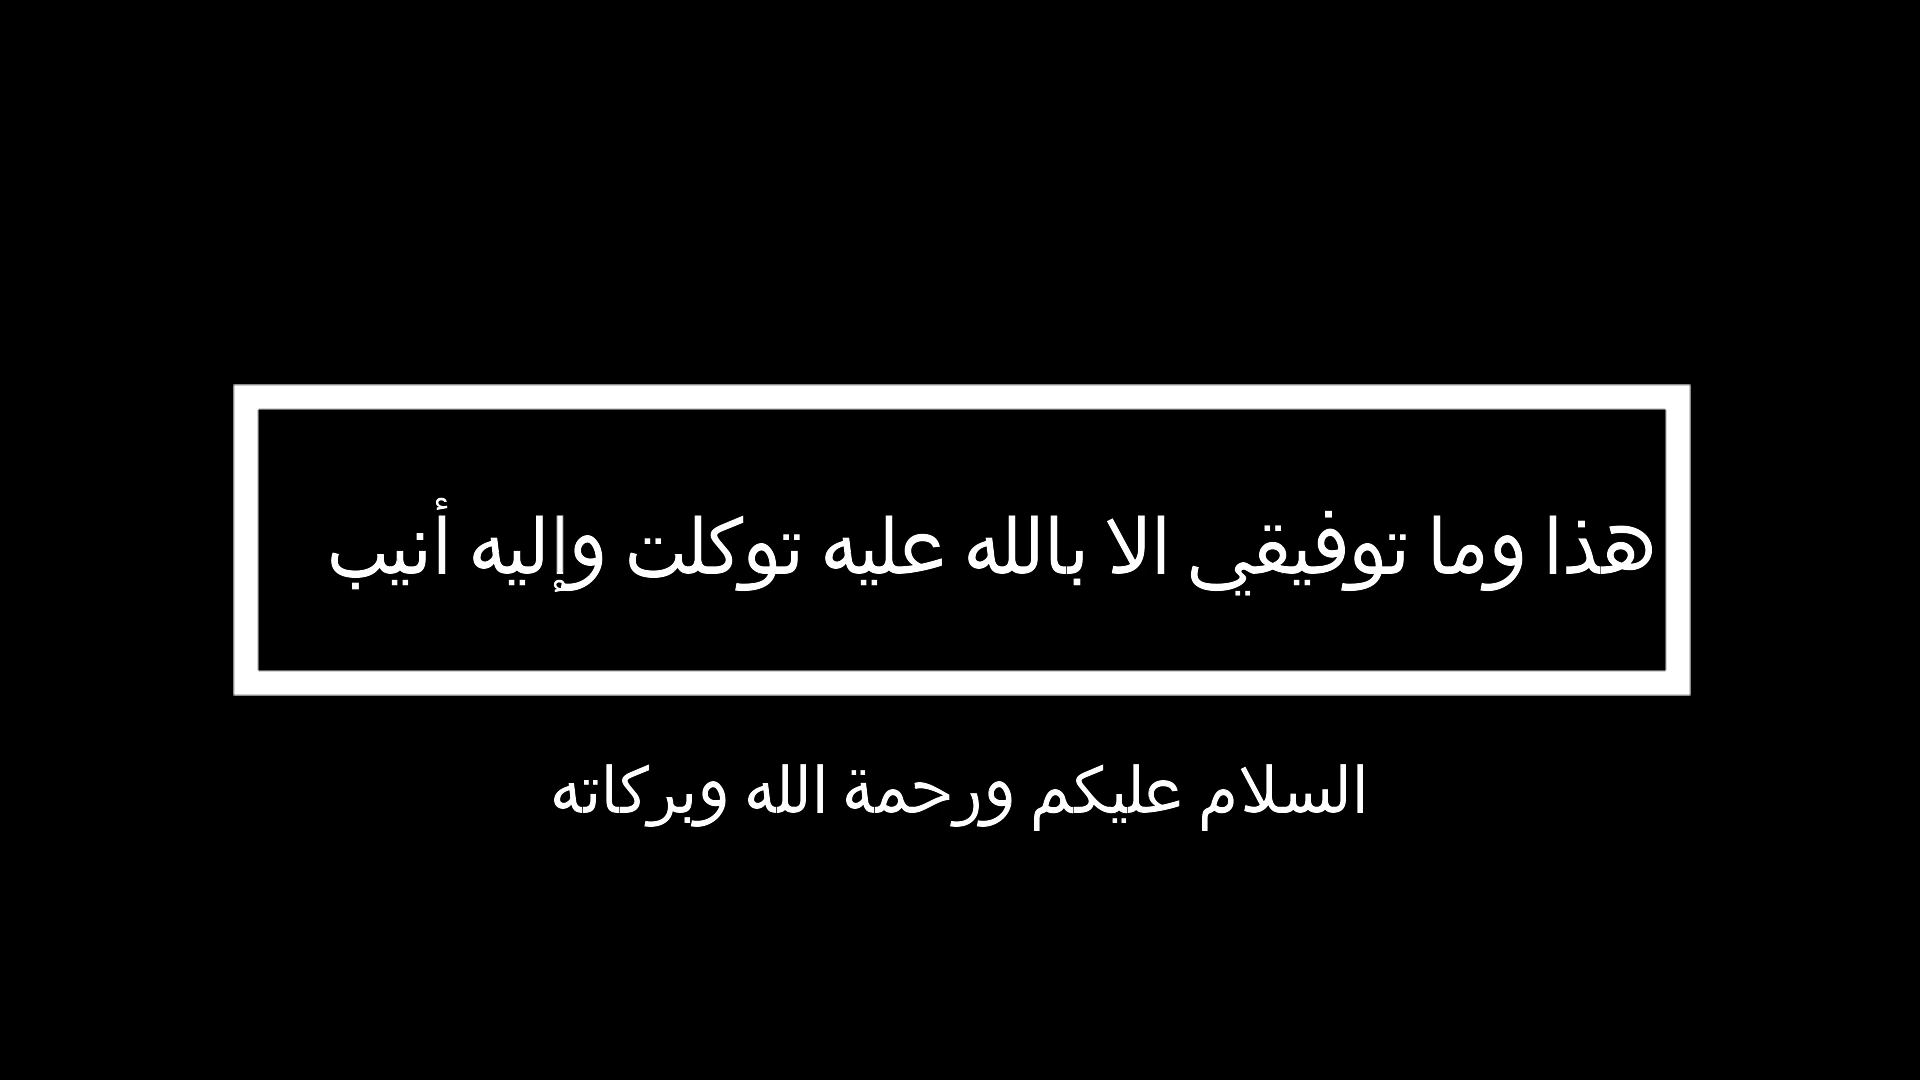 هذا وما توفيقي الا بالله عليه توكلت وإليه أنيب
السلام عليكم ورحمة الله وبركاته